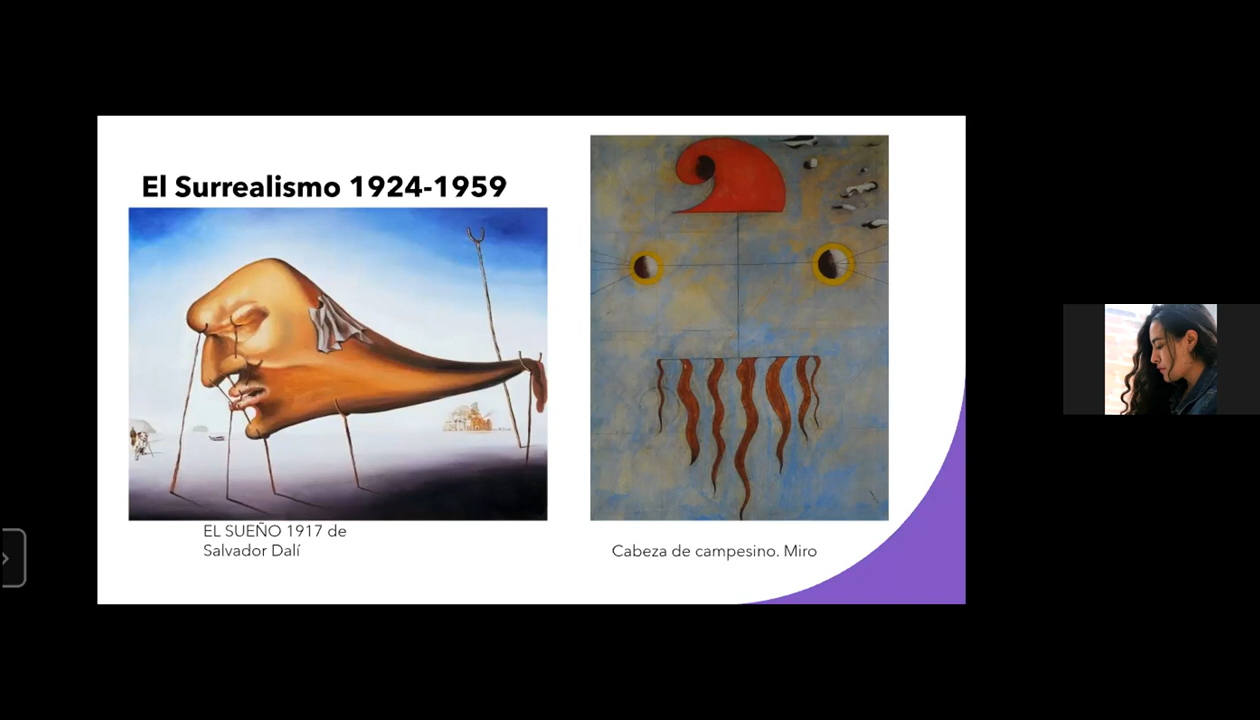 El Surrealismo 1924-1959
EL SUEÑO 1917 de
Salvador Dalí
Cabeza de campesino. Miro